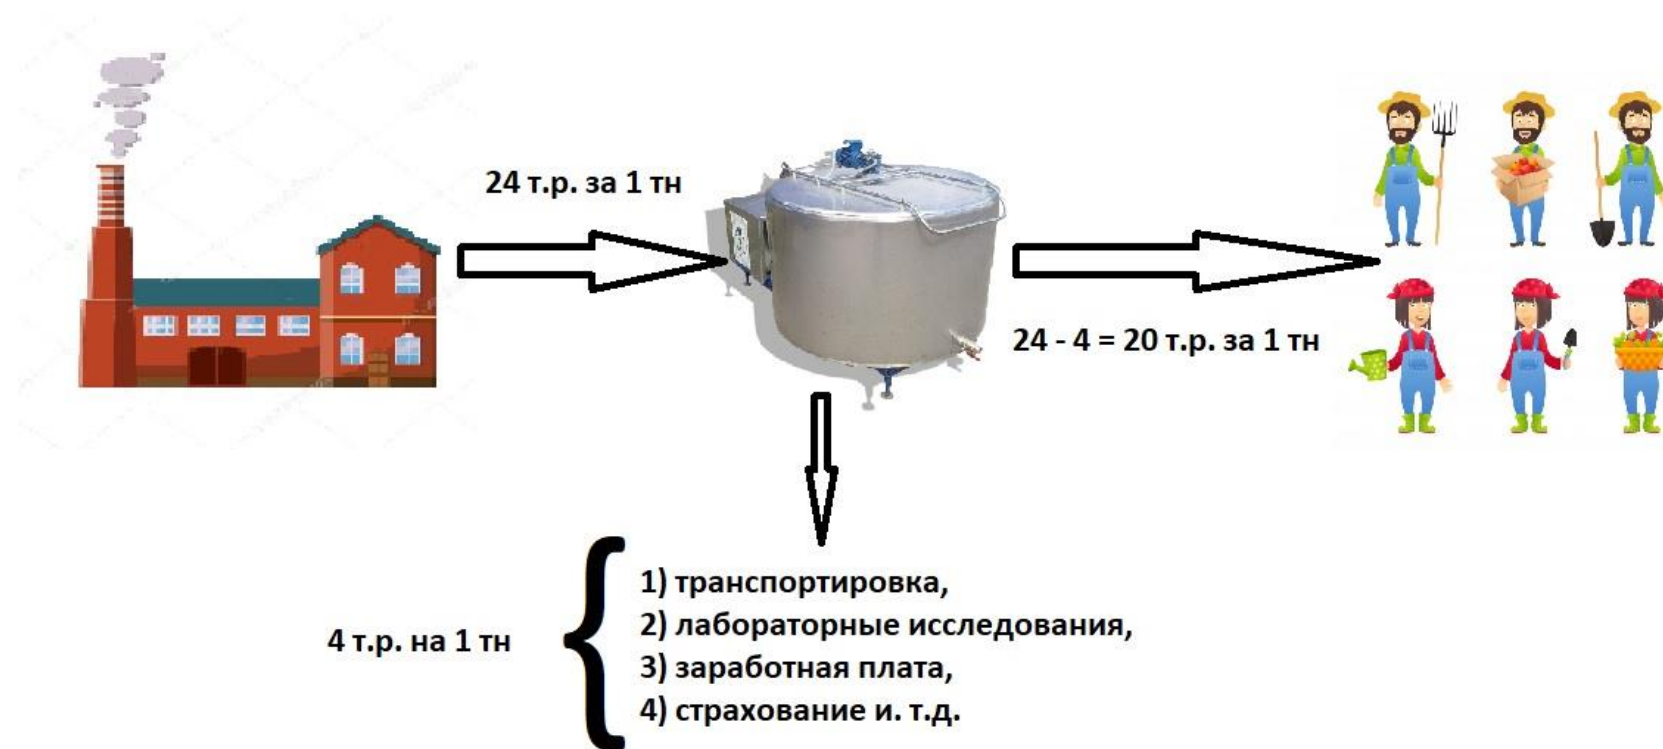 24 т.р. за 1 тн
24 - 4 = 20 т.р. за 1 тн
4 т.р. на 1 тн
1) транспортировка,
2) лабораторные исследования,
3) заработная плата,
4) страхование и. т.д.